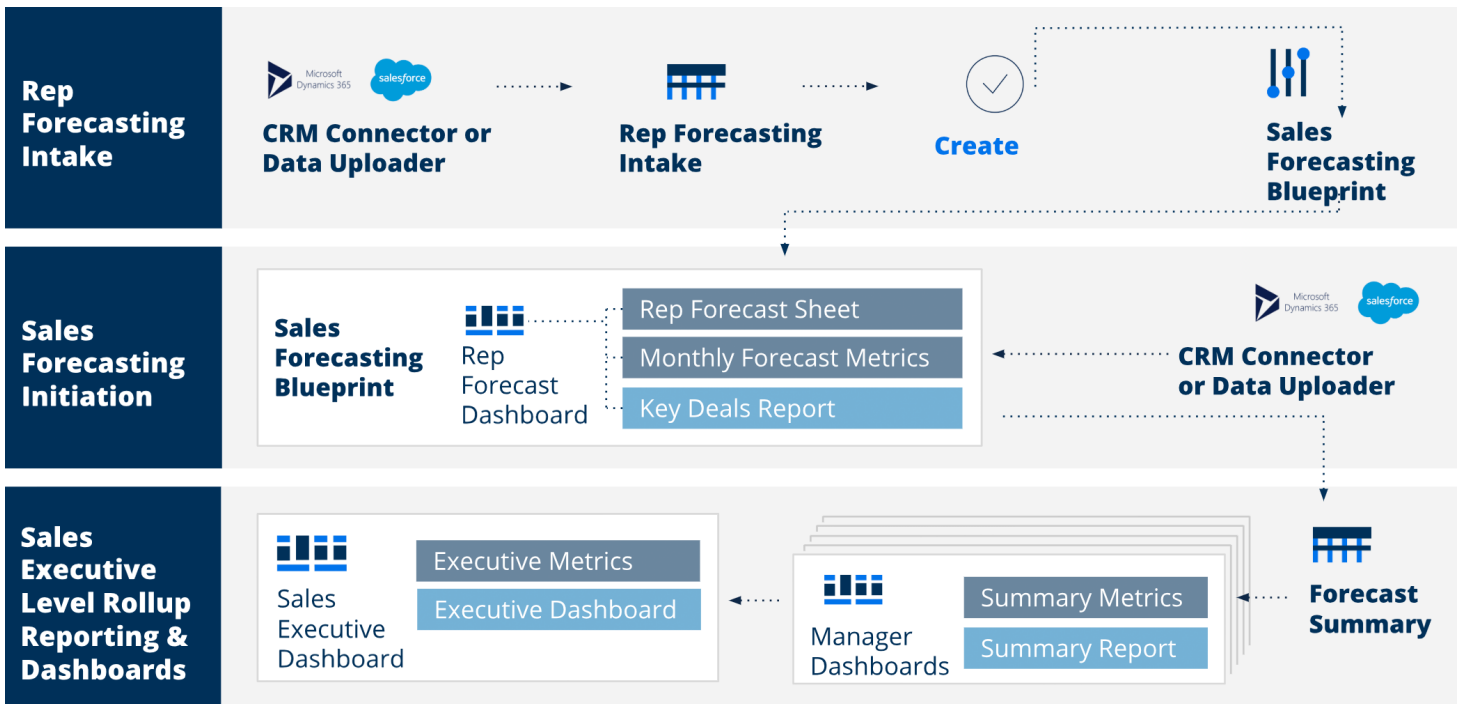 Rep
Forecasting
Intake
Microsoft
Dynamics 365
salesforce
CRM Connector or
Data Uploader
Rep Forecasting
Intake
Create
Sales
Forecasting
Blueprint
Sales
Forecasting
Initiation
Sales
Forecasting
Blueprint
Rep
Forecast
Dashboard
Rep Forecast Sheet
Monthly Forecast Metrics
Key Deals Report
Microsoft
Dynamics 365
salesforce
CRM Connector
or Data Uploader
Sales
Executive
Level Rollup
Reporting &
Dashboards
Sales
Executive
Dashboard
Executive Metrics
Executive Dashboard
Manager
Dashboards
Summary Metrics
Summary Report
Forecast
Summary